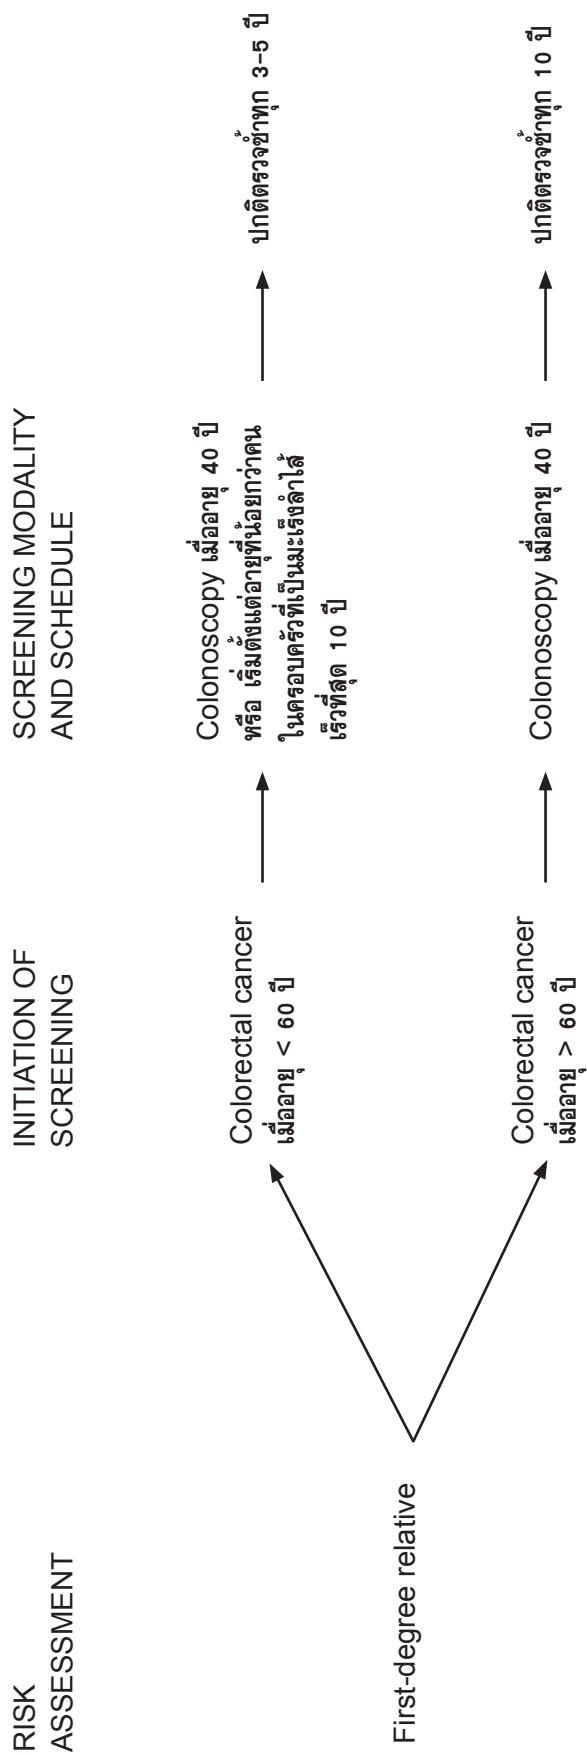 RISK
ASSESSMENT
INITIATION OF
SCREENING
SCREENING MODALITY
AND SCHEDULE
First-degree relative
Colorectal cancer
เมื่ออายุ < 60 ปี
Colonoscopy เมื่ออายุ 40 ปี
หรือ เริ่มตั้งแต่อายุที่น้อยกว่าคน
ในครอบครัวที่เป็นมะเร็งลำไส้
เร็วที่สุด 10 ปี
ปกติตรวจซ้ำทุก 3-5 ปี
Colorectal cancer
เมื่ออายุ > 60 ปี
Colonoscopy เมื่ออายุ 40 ปี
ปกติตรวจซ้ำทุก 10 ปี